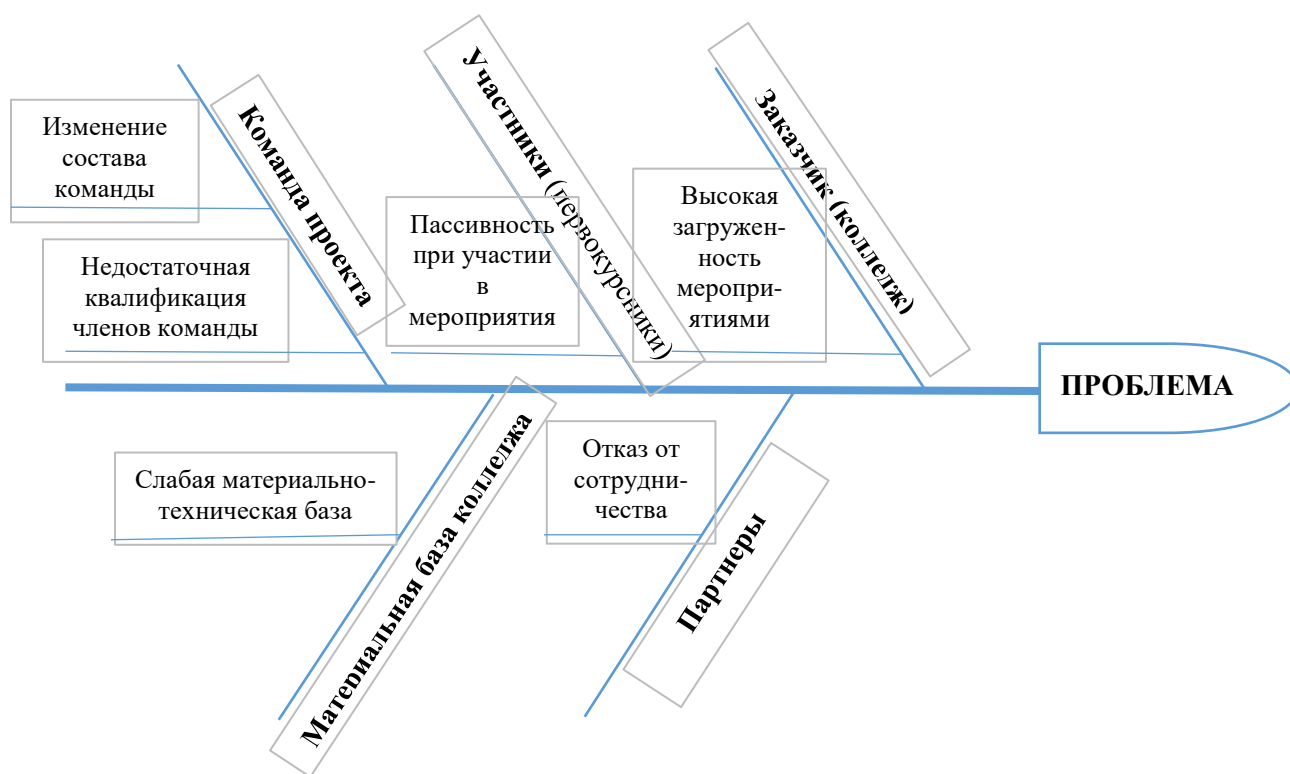 Изменение
состава
команды
Недостаточная
квалификация
членов команды
Команда проекта
Пассивность
при участии
в
мероприятия
Участники (первокурсники)
Высокая
загружен-
ность
меропри-
ятиями
Заказчик (колледж)
ПРОБЛЕМА
Слабая материально-
техническая база
Материальная база колледжа
Отказ от
сотрудни-
чества
Партнеры